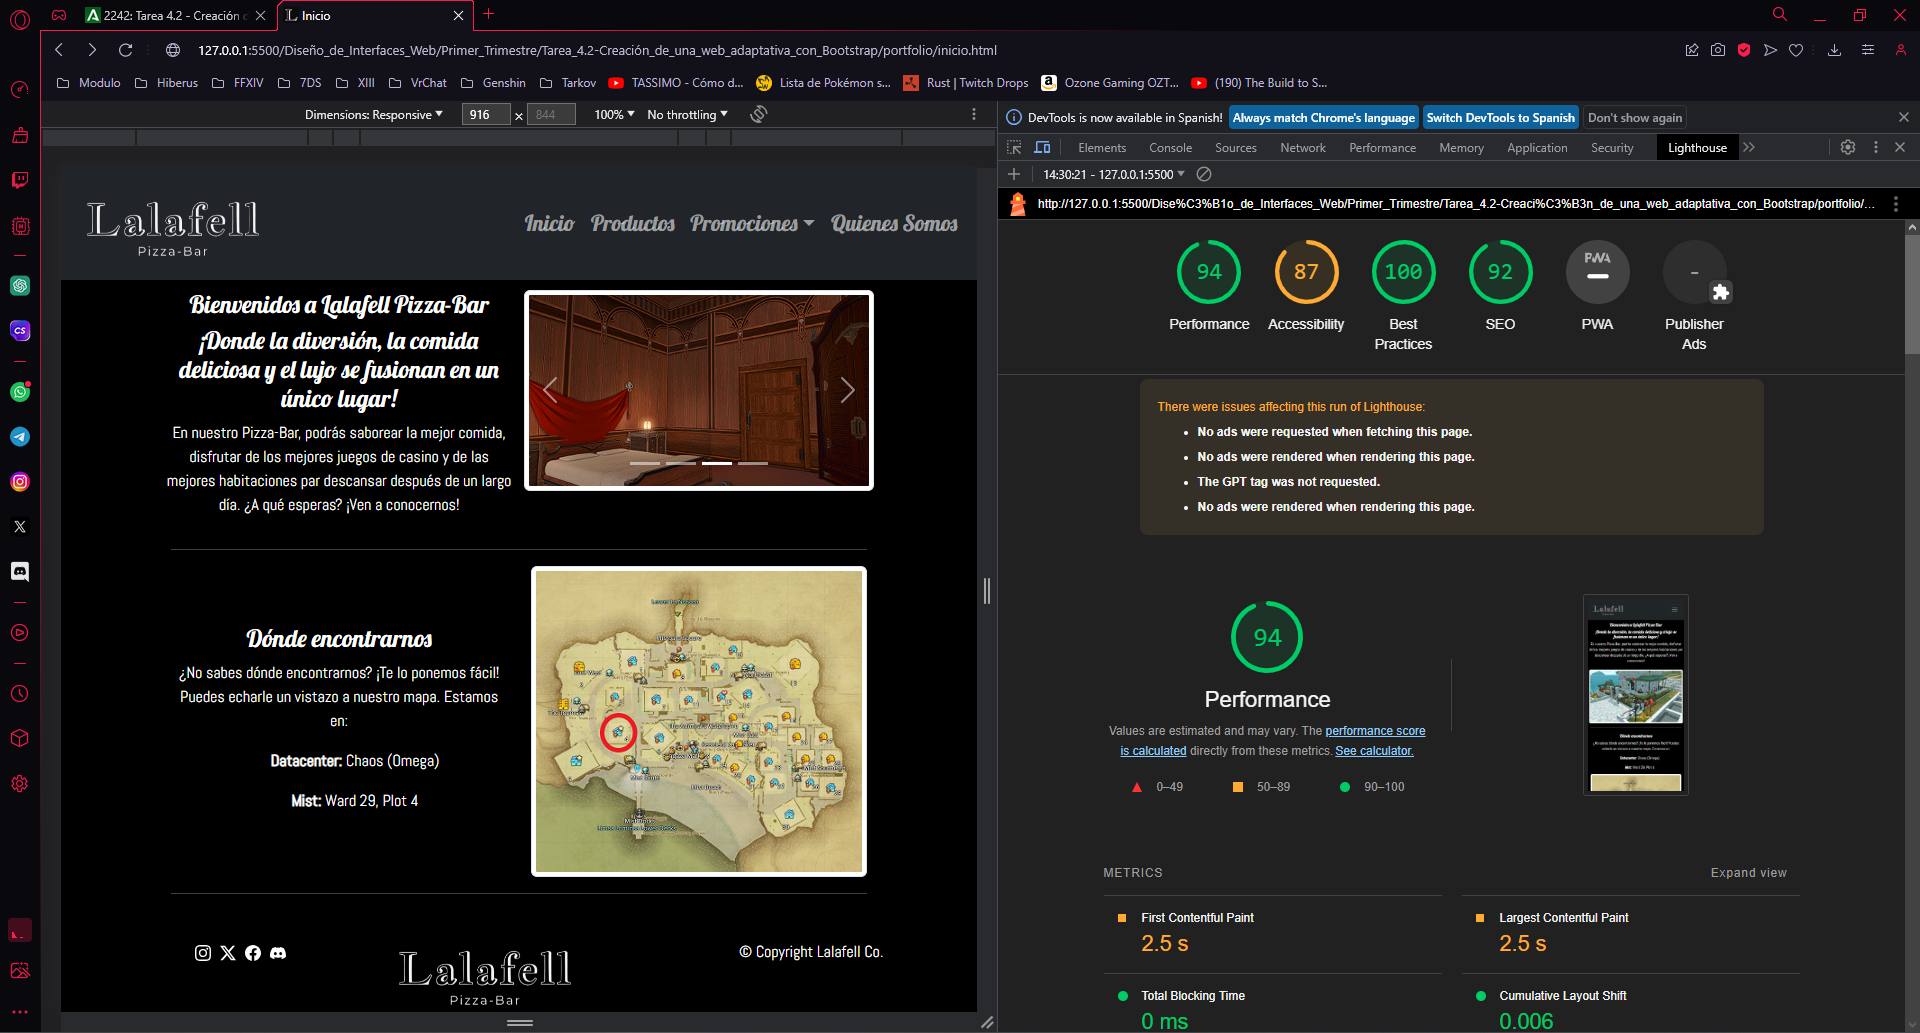 2242: Tarea 4.2 - Creación d
Inicio
127.0.0.1:5500/Diseño_de_Interfaces_Web/Primer_Trimestre/Tarea_4.2-Creación_de_una_web_adaptativa_con_Bootstrap/portfolio/inicio.html
Modulo
Hiberus
FFXIV
7DS
XIII
VrChat
Genshin
Tarkov
TASSIMO - Cómo d...
Lista de Pokémon s...
Rust | Twitch Drops
Ozone Gaming OZT...
(190) The Build to S...
Dimensions: Responsive
916 × 844
100%
No throttling
DevTools is now available in Spanish!
Always match Chrome's language
Switch DevTools to Spanish
Don't show again
Elements
Console
Sources
Network
Performance
Memory
Application
Security
Lighthouse
14:30:21 - 127.0.0.1:5500
http://127.0.0.1:5500/Dise%C3%B1o_de_Interfaces_Web/Primer_Trimestre/Tarea_4.2-Creaci%C3%B3n_de_una_web_adaptativa_con_Bootstrap/portfolio/...
Lalafell
Pizza-Bar
Inicio
Productos
Promociones
Quienes Somos
Bienvenidos a Lalafell Pizza-Bar
¡Donde la diversión, la comida
deliciosa y el lujo se fusionan en un
único lugar!
En nuestro Pizza-Bar, podrás saborear la mejor comida,
disfrutar de los mejores juegos de casino y de las
mejores habitaciones par descansar después de un largo
día. ¿A qué esperas? ¡Ven a conocernos!
Dónde encontrarnos
¿No sabes dónde encontrarnos? ¡Te lo ponemos fácil!
Puedes echarle un vistazo a nuestro mapa. Estamos
en:
Datacenter: Chaos (Omega)
Mist: Ward 29, Plot 4
Lalafell
Pizza-Bar
© Copyright Lalafell Co.
94
Performance
87
Accessibility
100
Best
Practices
92
SEO
PWA
PWA
-
Publisher
Ads
There were issues affecting this run of Lighthouse:
No ads were requested when fetching this page.
No ads were rendered when rendering this page.
The GPT tag was not requested.
No ads were rendered when rendering this page.
94
Performance
Values are estimated and may vary. The performance score
is calculated directly from these metrics. See calculator.
0–49
50–89
90–100
METRICS
Expand view
First Contentful Paint
2.5 s
Largest Contentful Paint
2.5 s
Total Blocking Time
0 ms
Cumulative Layout Shift
0.006